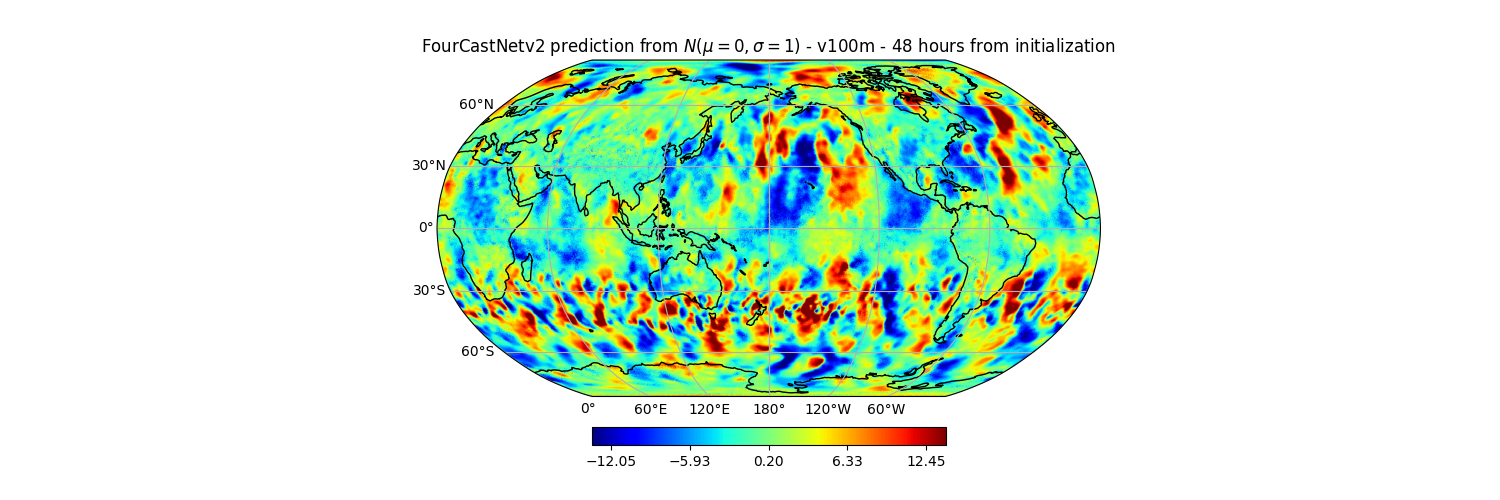 FourCastNetv2 prediction from N(μ = 0, σ = 1) - v100m - 48 hours from initialization
60°N
30°N
0°
30°S
60°S
0° 60°E 120°E 180° 120°W 60°W
−12.05 −5.93 0.20 6.33 12.45